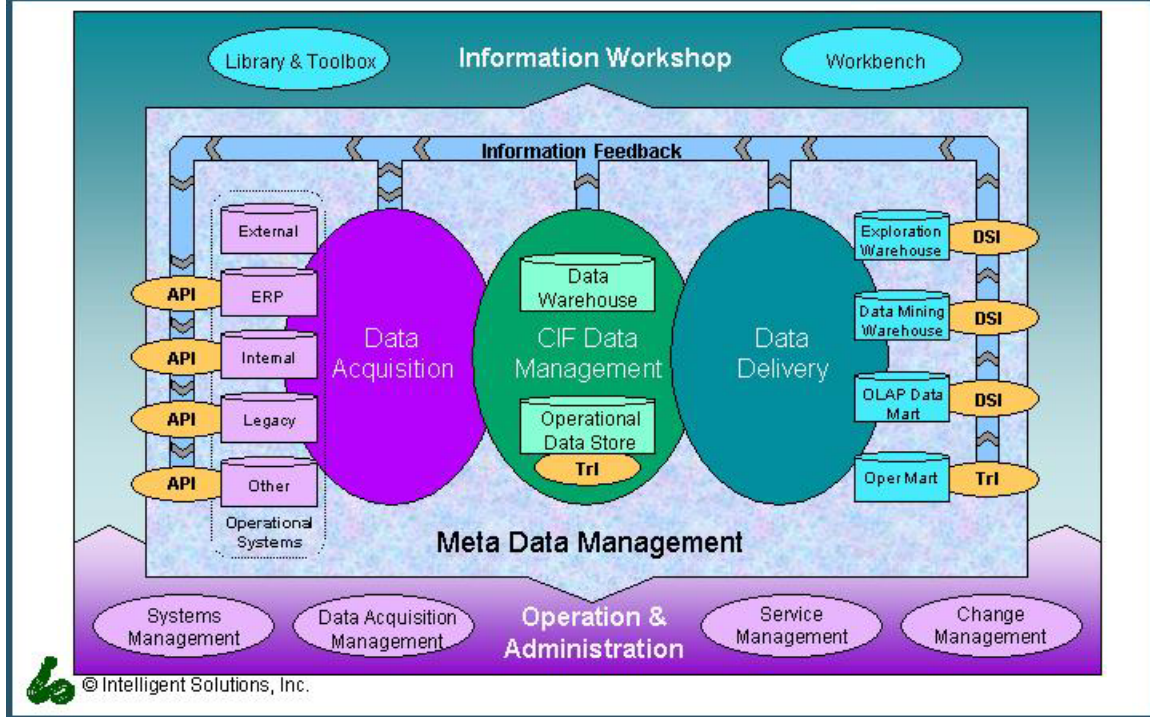 Library & Toolbox
Information Workshop
Workbench
Information Feedback
External
ERP
Internal
Legacy
Other
Operational
Systems
API
API
API
API
Data
Acquisition
Data
Warehouse
CIF Data
Management
Operational
Data Store
TrI
Data
Delivery
Exploration
Warehouse
Data Mining
Warehouse
OLAP Data
Mart
Oper Mart
DSI
DSI
DSI
TrI
Meta Data Management
Systems
Management
Data Acquisition
Management
Operation &
Administration
Service
Management
Change
Management
© Intelligent Solutions, Inc.